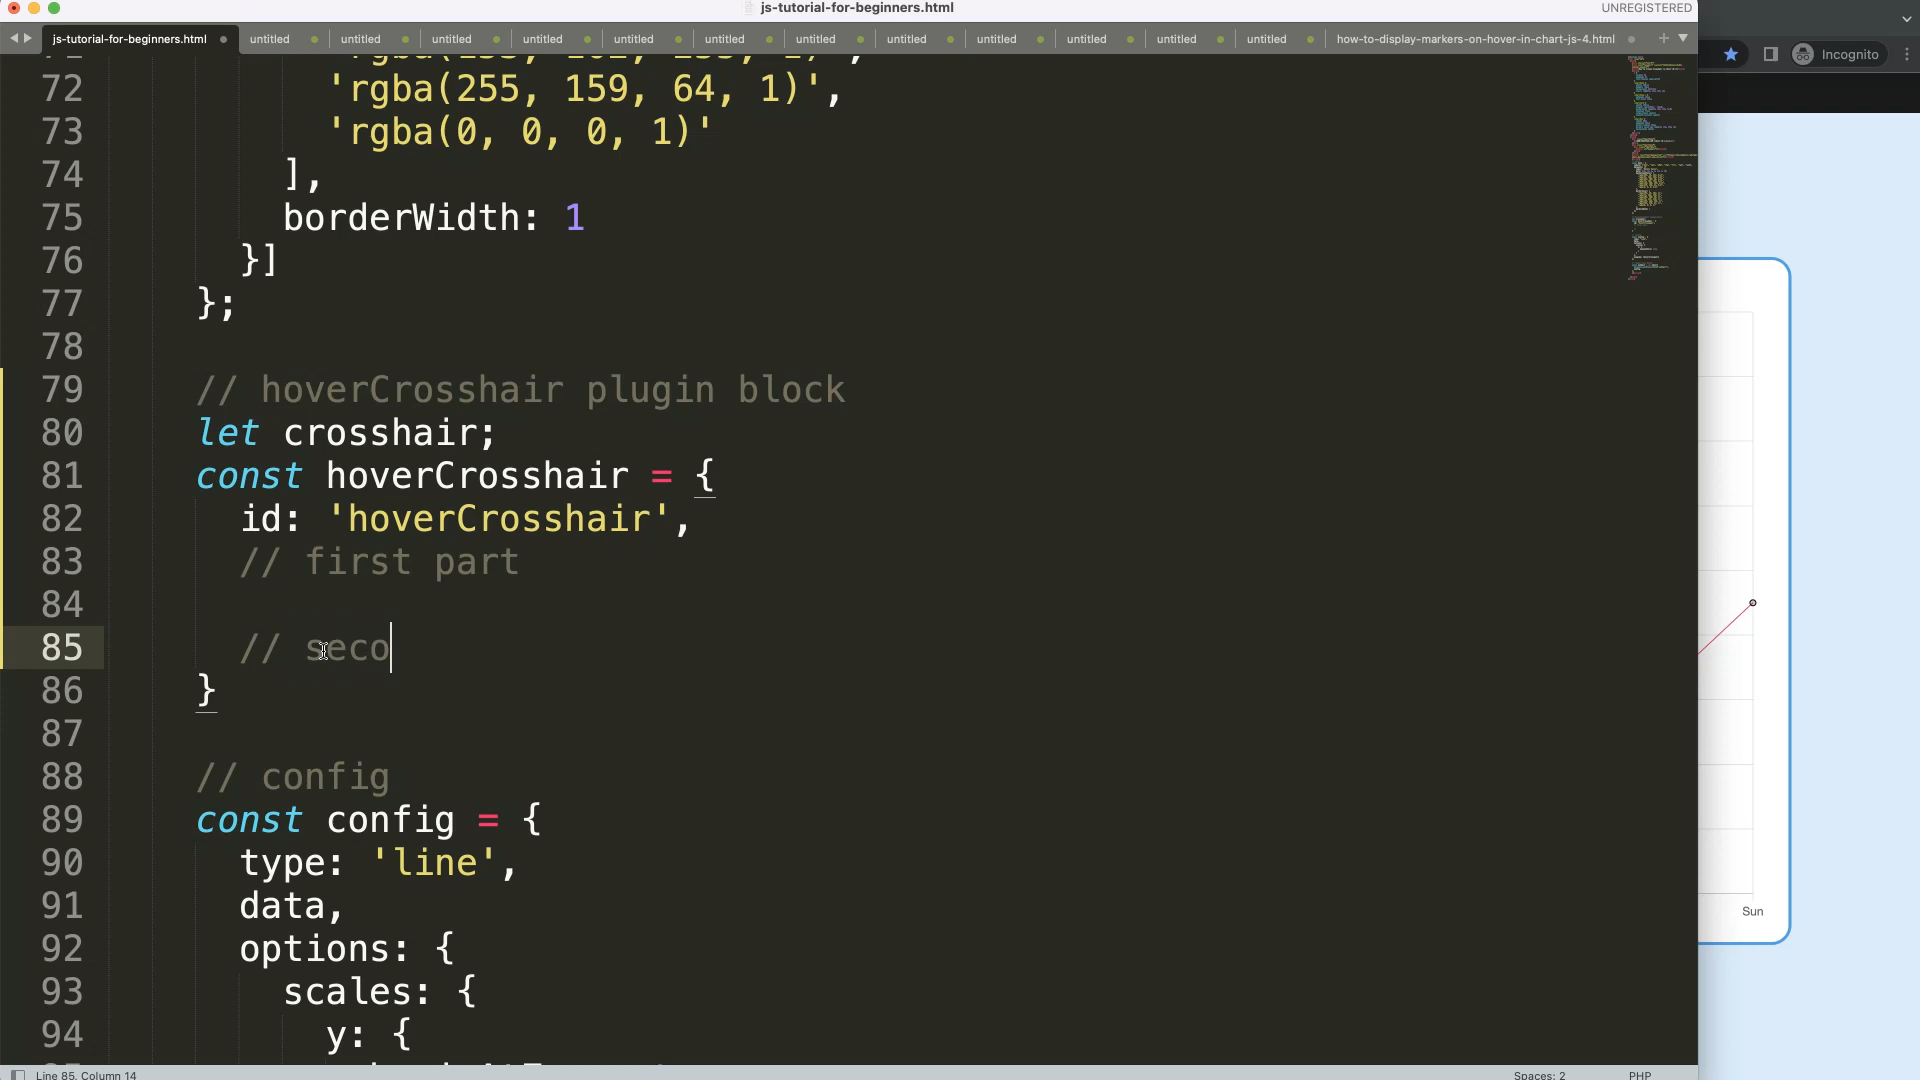 js-tutorial-for-beginners.html
UNREGISTERED
js-tutorial-for-beginners.html untitled untitled untitled untitled untitled untitled untitled untitled untitled untitled untitled untitled how-to-display-markers-on-hover-in-chart-js-4.html
Incognito
72 'rgba(255, 159, 64, 1)',
73 'rgba(0, 0, 0, 1)'
74 ],
75 borderWidth: 1
76 }]
77 };
78
79 // hoverCrosshair plugin block
80 let crosshair;
81 const hoverCrosshair = {
82 id: 'hoverCrosshair',
83 // first part
84
85 // seco
86 }
87
88 // config
89 const config = {
90 type: 'line',
91 data,
92 options: {
93 scales: {
94 y: {
Sun
Line 85, Column 14
Spaces: 2
PHP